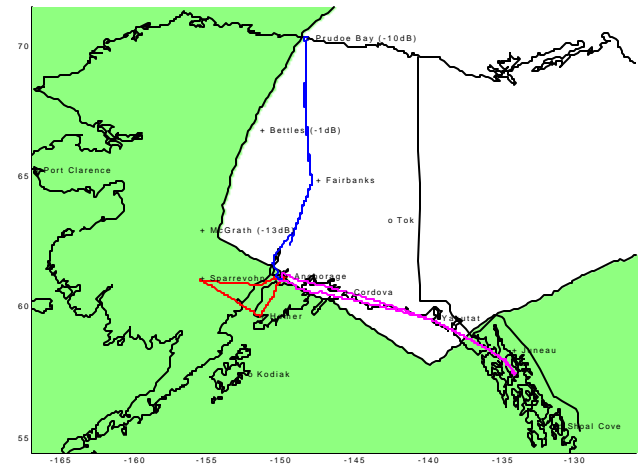 70
Prudoe Bay (-10dB)
Bettles (-1dB)
65
Port Clarence
Fairbanks
Tok
McGrath (-13dB)
Sparrevohn
Anchorage
Cordova
60
Homer
Yakutat
Juneau
Kodiak
Shoal Cove
55
-165
-160
-155
-150
-145
-140
-135
-130